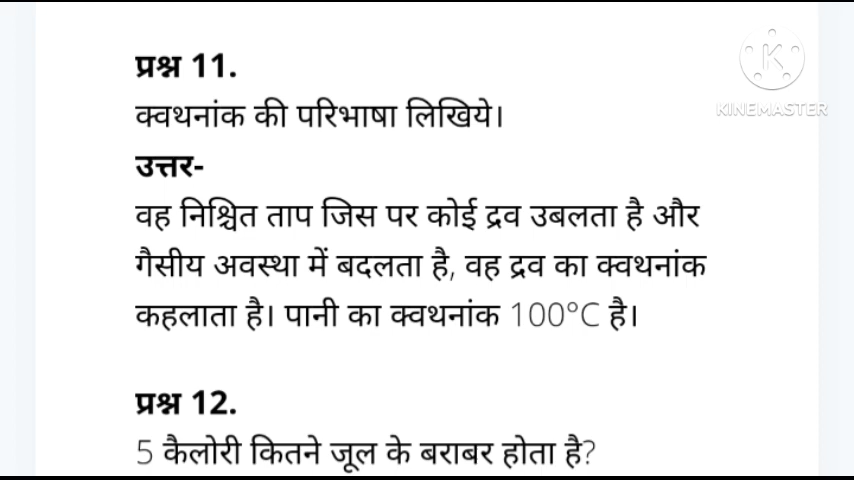 प्रश्न 11.
K
KINEMASTER
क्वथनांक की परिभाषा लिखिये।
उत्तर-
वह निश्चित ताप जिस पर कोई द्रव उबलता है और
गैसीय अवस्था में बदलता है, वह द्रव का क्वथनांक
कहलाता है। पानी का क्वथनांक 100°C है।
प्रश्न 12.
5 कैलोरी कितने जूल के बराबर होता है?